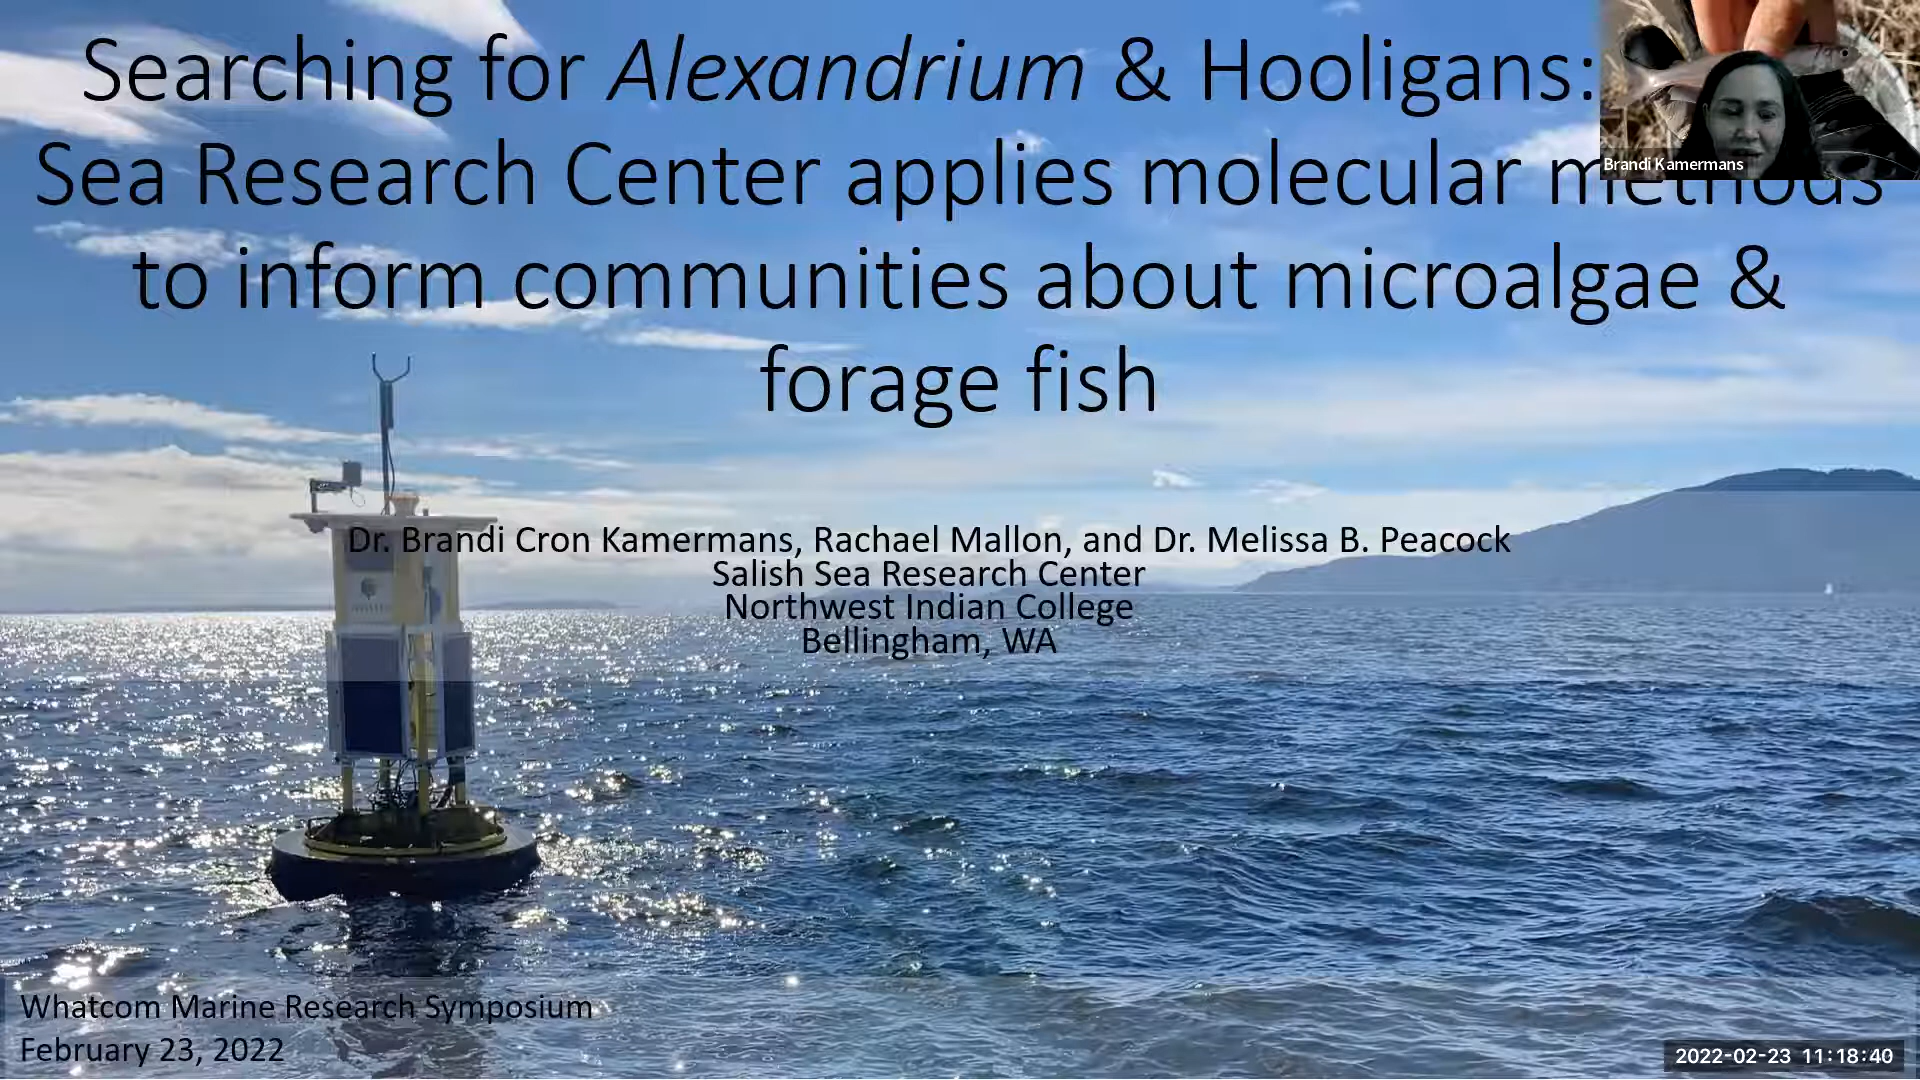 Searching for Alexandrium & Hooligans:
Sea Research Center applies molecular methods
to inform communities about microalgae &
forage fish
Brandi Kamermans
Dr. Brandi Cron Kamermans, Rachael Mallon, and Dr. Melissa B. Peacock
Salish Sea Research Center
Northwest Indian College
Bellingham, WA
Whatcom Marine Research Symposium
February 23, 2022
2022-02-23 11:18:40